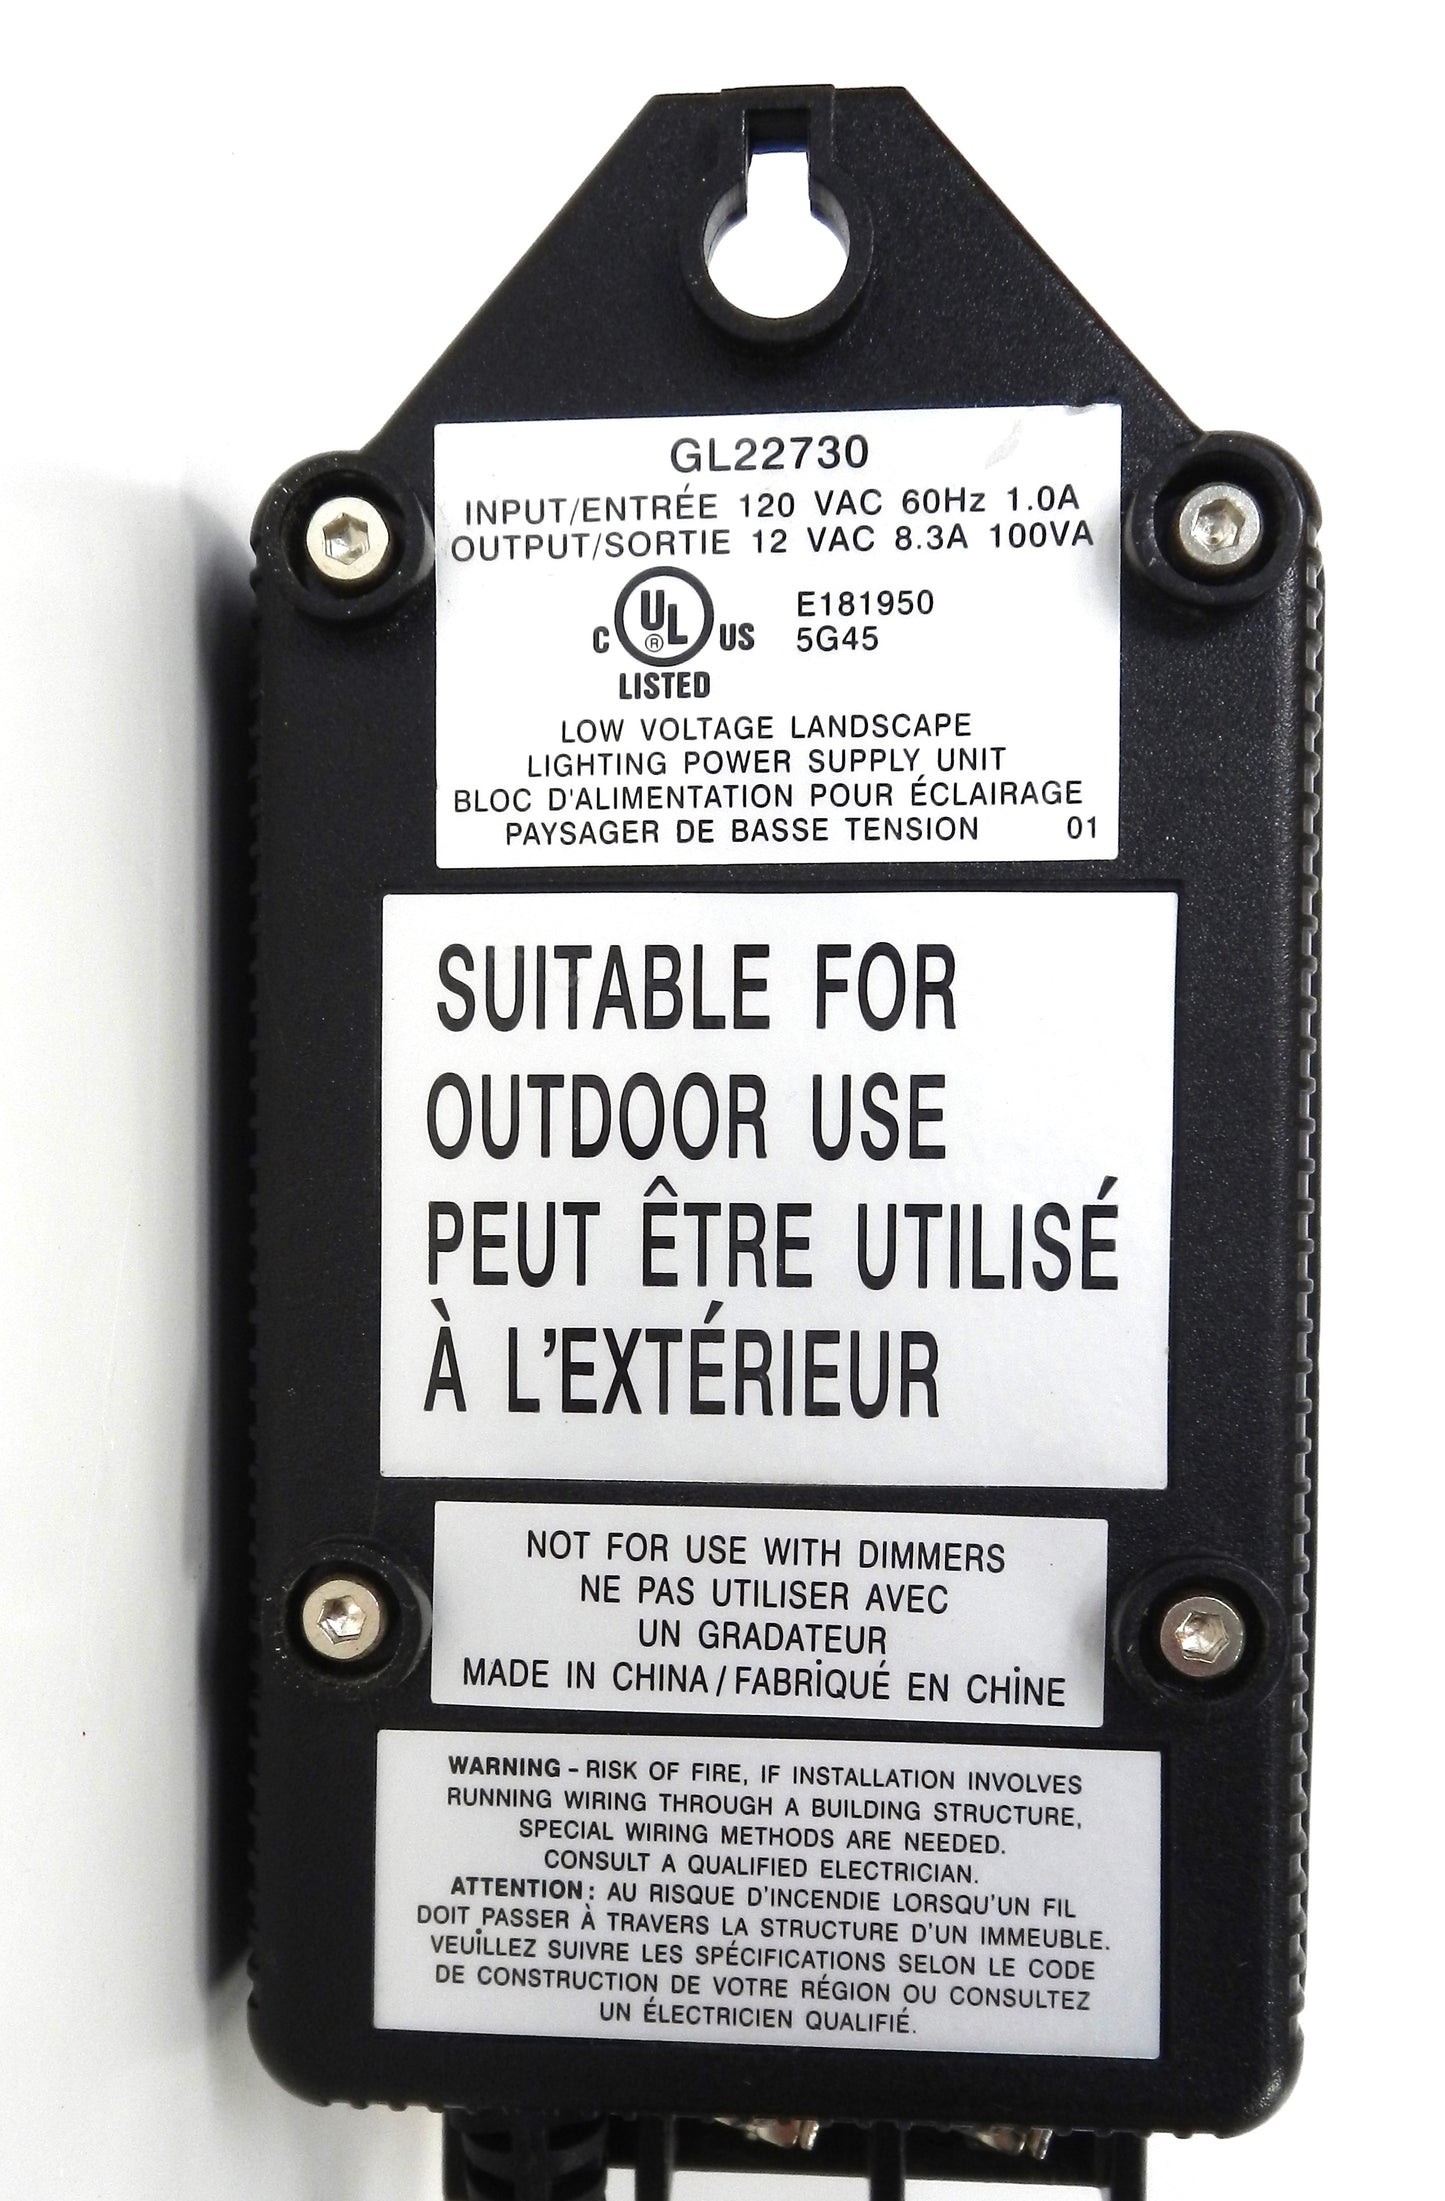 GL22730
INPUT/ENTRÉE 120 VAC 60Hz 1.0A
OUTPUT/SORTIE 12 VAC 8.3A 100VA
C UL ® US E181950
5G45
LISTED
LOW VOLTAGE LANDSCAPE
LIGHTING POWER SUPPLY UNIT
BLOC D'ALIMENTATION POUR ÉCLAIRAGE
PAYSAGER DE BASSE TENSION 01
SUITABLE FOR
OUTDOOR USE
PEUT ÊTRE UTILISÉ
À L'EXTÉRIEUR
NOT FOR USE WITH DIMMERS
NE PAS UTILISER AVEC
UN GRADATEUR
MADE IN CHINA / FABRiQUÉ EN CHiNE
WARNING - RISK OF FIRE, IF INSTALLATION INVOLVES
RUNNING WIRING THROUGH A BUILDING STRUCTURE,
SPECIAL WIRING METHODS ARE NEEDED.
CONSULT A QUALIFIED ELECTRICIAN.
ATTENTION: AU RISQUE D'INCENDIE LORSQU'UN FIL
DOIT PASSER À TRAVERS LA STRUCTURE D'UN IMMEUBLE.
VEUiLLEZ SUIVRE LES SPÉCIFICATIONS SELON LE CODE
DE CONSTRUCTION DE VOTRE RÉGION OU CONSULTEZ
UN ÉLECTRICIEN QUALIFIÉ.